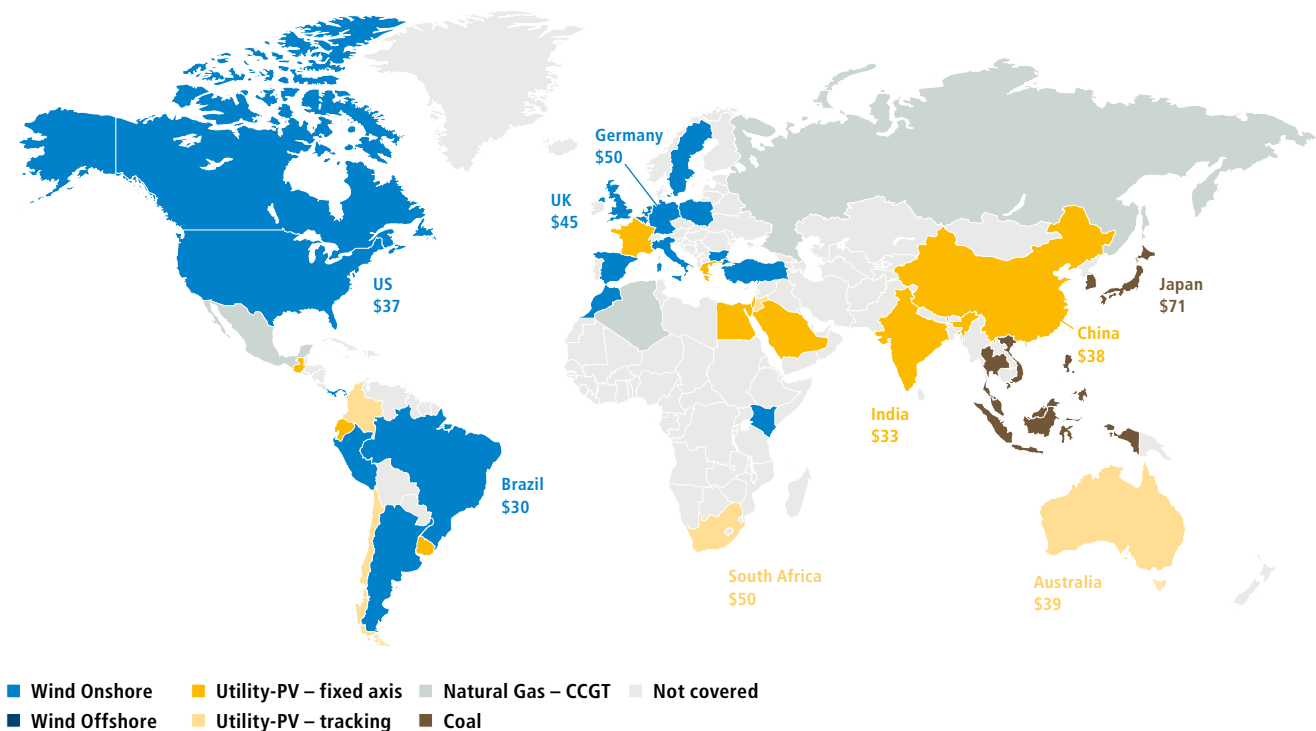 Germany
$50
UK
$45
US
$37
Japan
$71
China
$38
India
$33
Brazil
$30
South Africa
$50
Australia
$39
Wind Onshore
Utility-PV – fixed axis
Natural Gas – CCGT
Not covered
Wind Offshore
Utility-PV – tracking
Coal